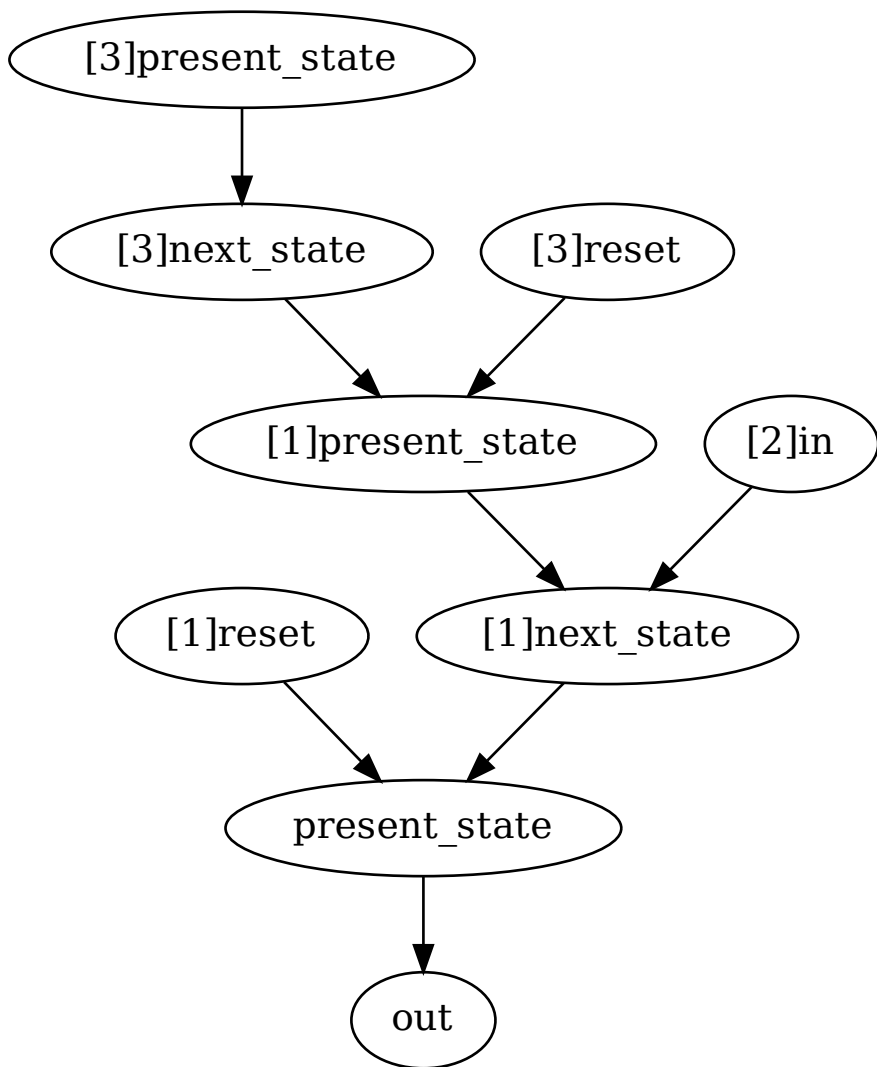 [3]present_state
[3]next_state
[3]reset
[1]present_state
[2]in
[1]reset
[1]next_state
present_state
out